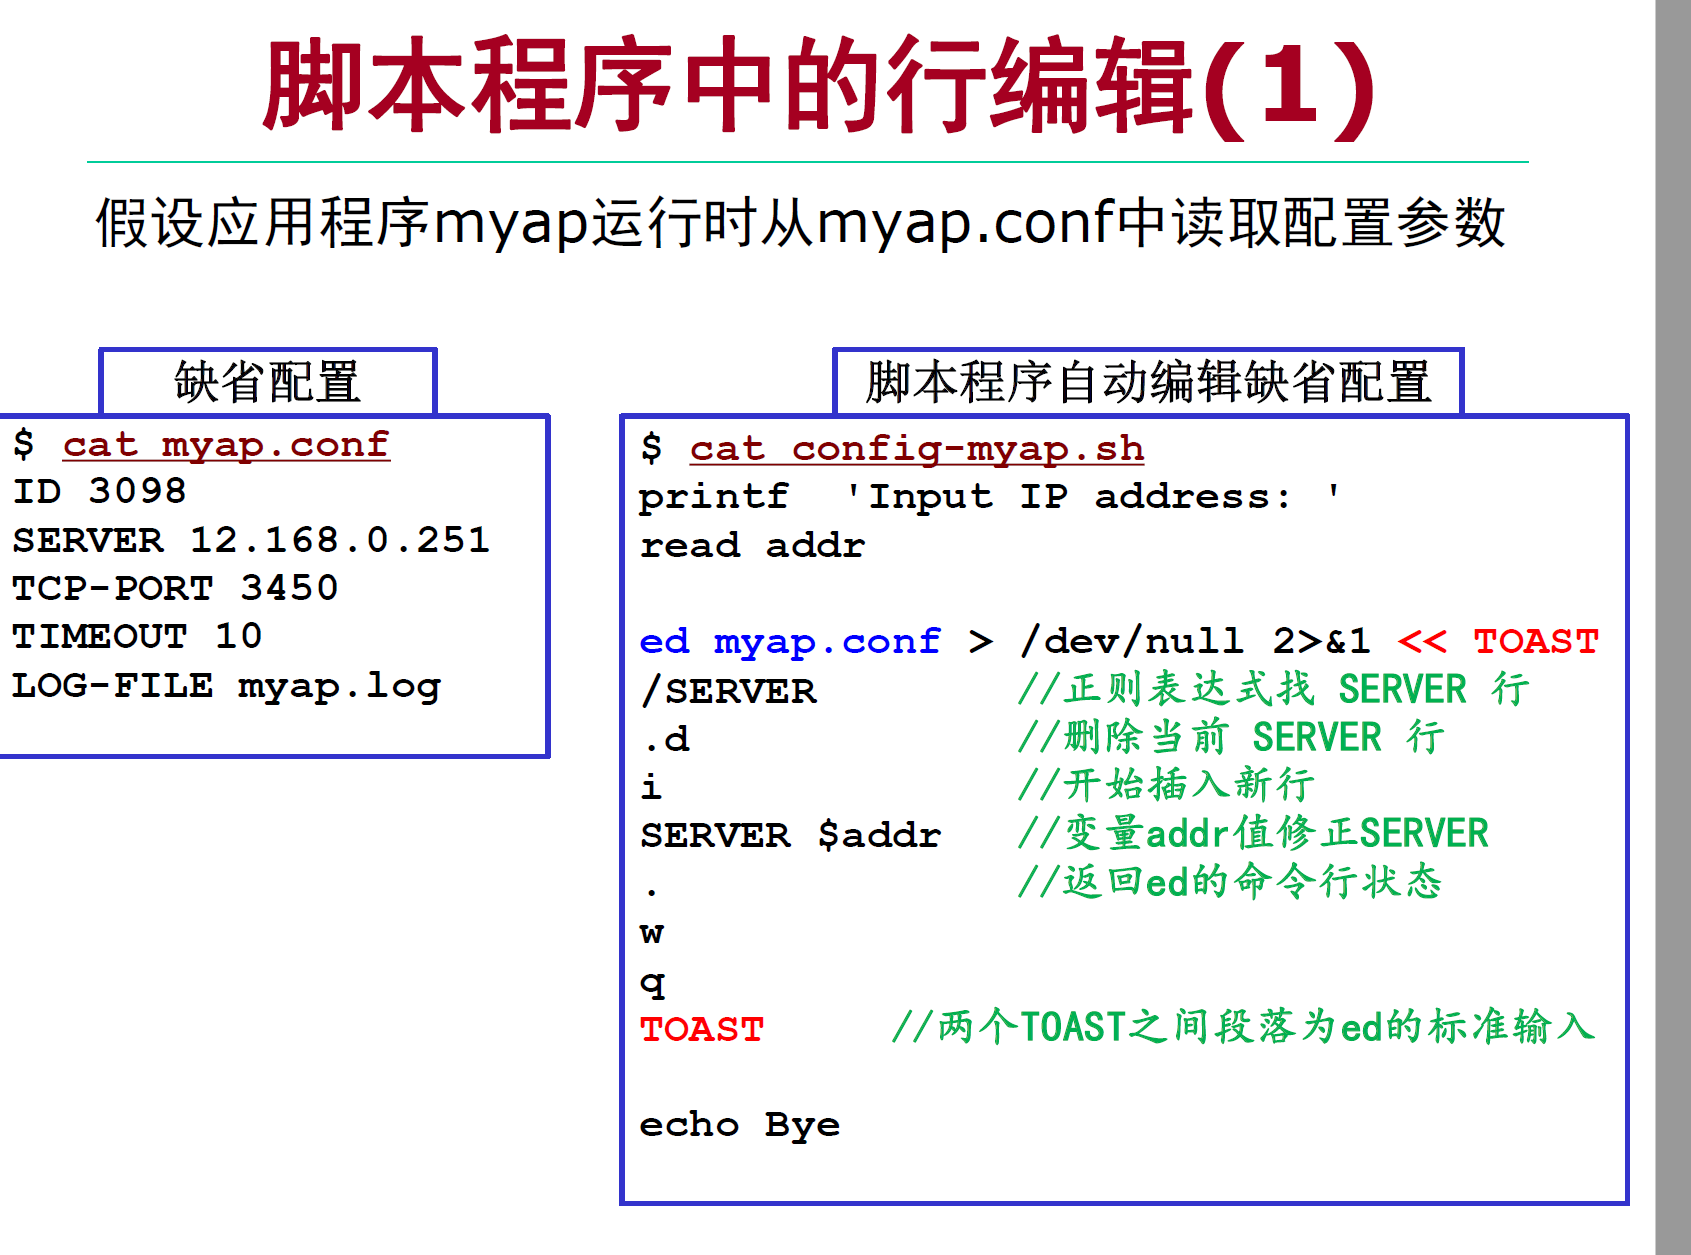 脚本程序中的行编辑(1)
假设应用程序myap运行时从myap.conf中读取配置参数
缺省配置
$ cat myap.conf
ID 3098
SERVER 12.168.0.251
TCP-PORT 3450
TIMEOUT 10
LOG-FILE myap.log
脚本程序自动编辑缺省配置
$ cat config-myap.sh
printf  'Input IP address: '
read addr
ed myap.conf > /dev/null 2>&1 << TOAST
/SERVER //正则表达式找 SERVER 行
.d //删除当前 SERVER 行
i //开始插入新行
SERVER $addr //变量addr值修正SERVER
. //返回ed的命令行状态
w
q
TOAST //两个TOAST之间段落为ed的标准输入
echo Bye